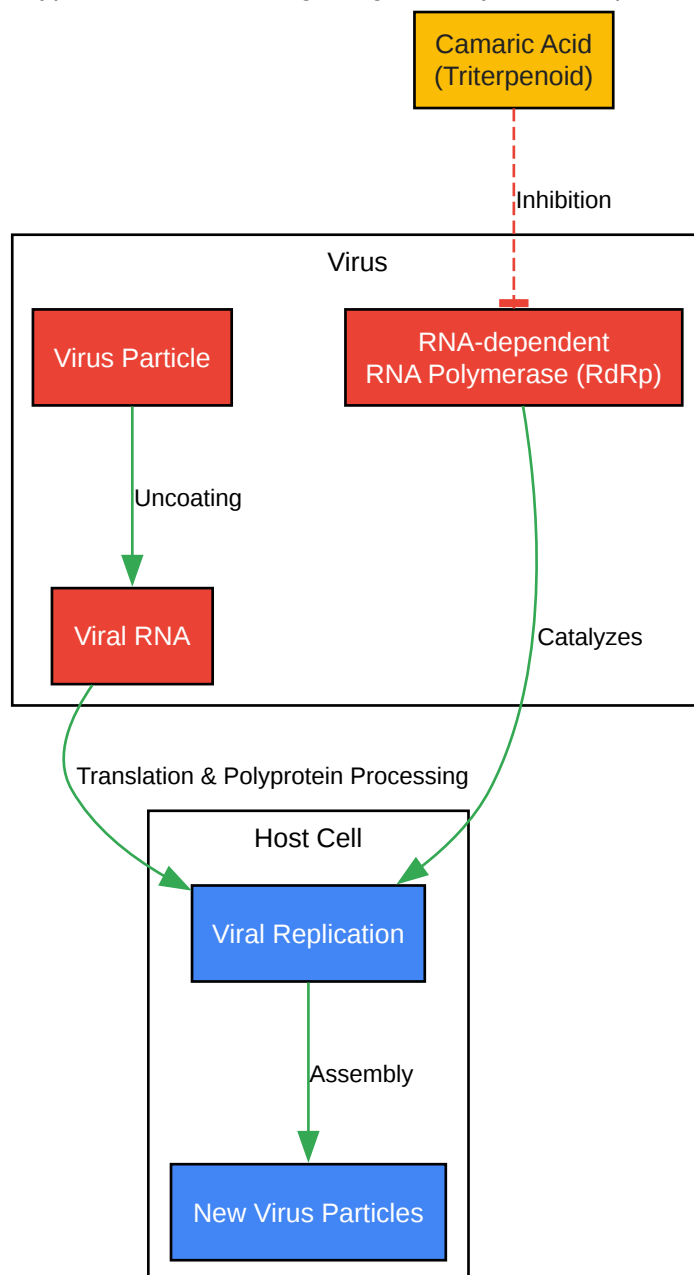 Camaric Acid
(Triterpenoid)
Inhibition
Virus
Virus Particle
RNA-dependent
RNA Polymerase (RdRp)
Uncoating
Viral RNA
Catalyzes
Translation & Polyprotein Processing
Host Cell
Viral Replication
Assembly
New Virus Particles